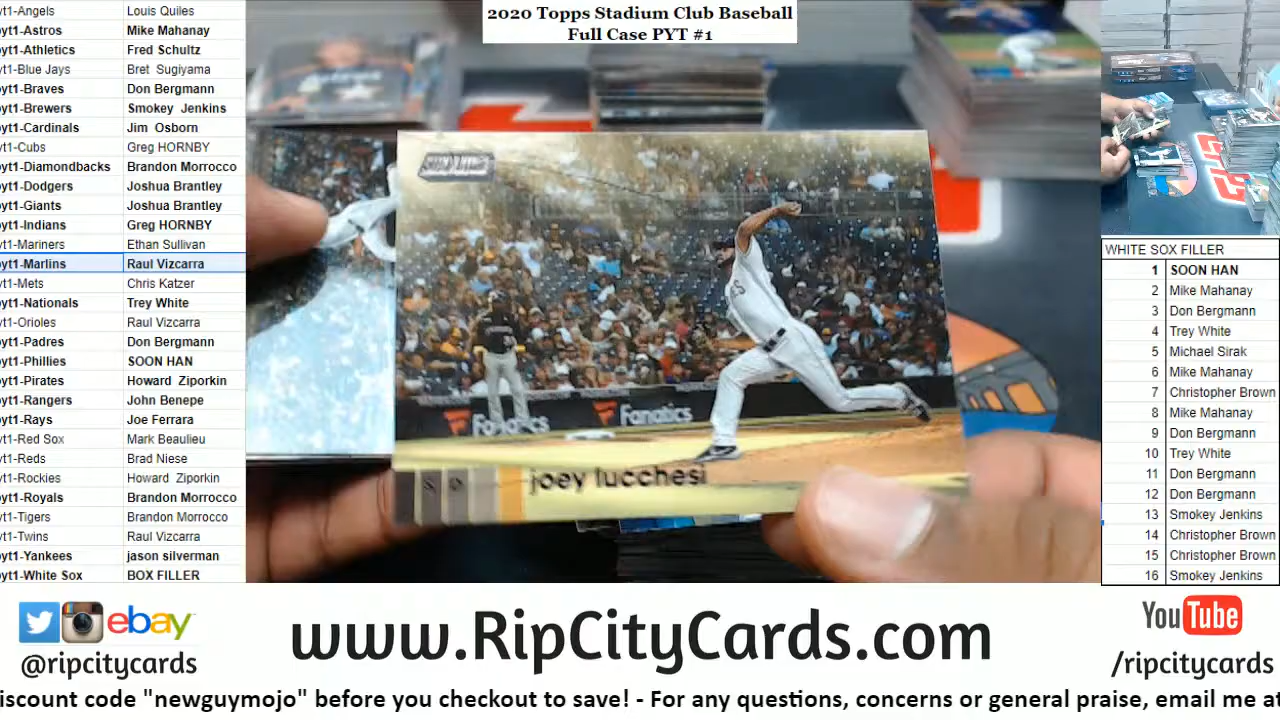 2020 Topps Stadium Club Baseball
Full Case PYT #1
yt1-Angels Louis Quiles
yt1-Astros Mike Mahanay
yt1-Athletics Fred Schultz
yt1-Blue Jays Bret Sugiyama
yt1-Braves Don Bergmann
yt1-Brewers Smokey Jenkins
yt1-Cardinals Jim Osborn
yt1-Cubs Greg HORNBY
yt1-Diamondbacks Brandon Morrocco
yt1-Dodgers Joshua Brantley
yt1-Giants Joshua Brantley
yt1-Indians Greg HORNBY
yt1-Mariners Ethan Sullivan
yt1-Marlins Raul Vizcarra
yt1-Mets Chris Katzer
yt1-Nationals Trey White
yt1-Orioles Raul Vizcarra
yt1-Padres Don Bergmann
yt1-Phillies SOON HAN
yt1-Pirates Howard Ziporkin
yt1-Rangers John Benepe
yt1-Rays Joe Ferrara
yt1-Red Sox Mark Beaulieu
yt1-Reds Brad Niese
yt1-Rockies Howard Ziporkin
yt1-Royals Brandon Morrocco
yt1-Tigers Brandon Morrocco
yt1-Twins Raul Vizcarra
yt1-Yankees jason silverman
yt1-White Sox BOX FILLER
Fanatics
Fanatics
joey lucchesi
WHITE SOX FILLER
1 SOON HAN
2 Mike Mahanay
3 Don Bergmann
4 Trey White
5 Michael Sirak
6 Mike Mahanay
7 Christopher Brown
8 Mike Mahanay
9 Don Bergmann
10 Trey White
11 Don Bergmann
12 Don Bergmann
13 Smokey Jenkins
14 Christopher Brown
15 Christopher Brown
16 Smokey Jenkins
ebay
@ripcitycards
www.RipCityCards.com
YouTube
/ripcitycards
iscount code "newguymojo" before you checkout to save! - For any questions, concerns or general praise, email me at